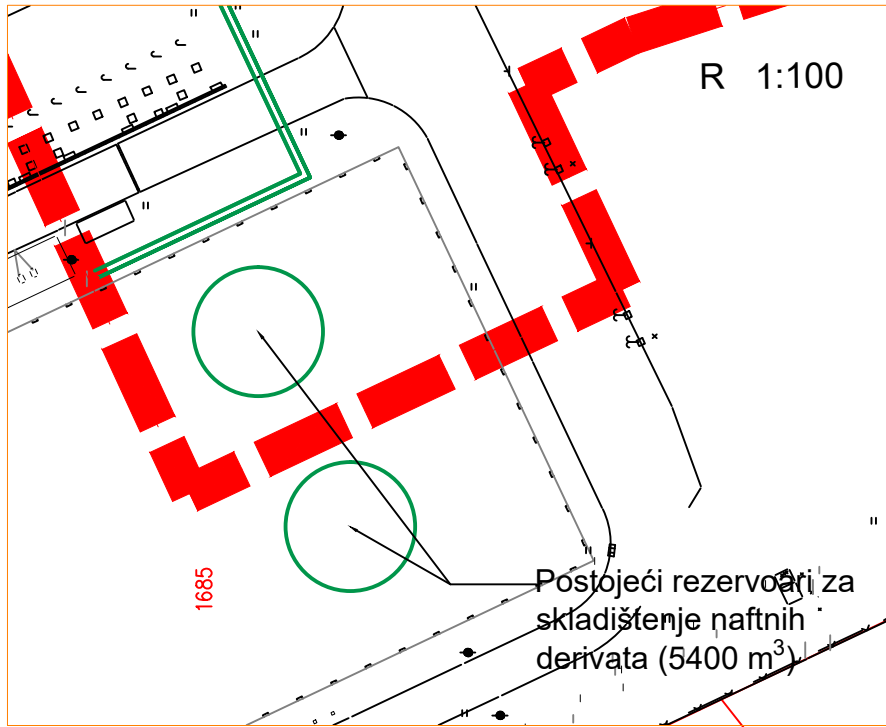 R 1:100
1685
Postojeći rezervoari za
skladištenje naftnih
derivata (5400 m³)